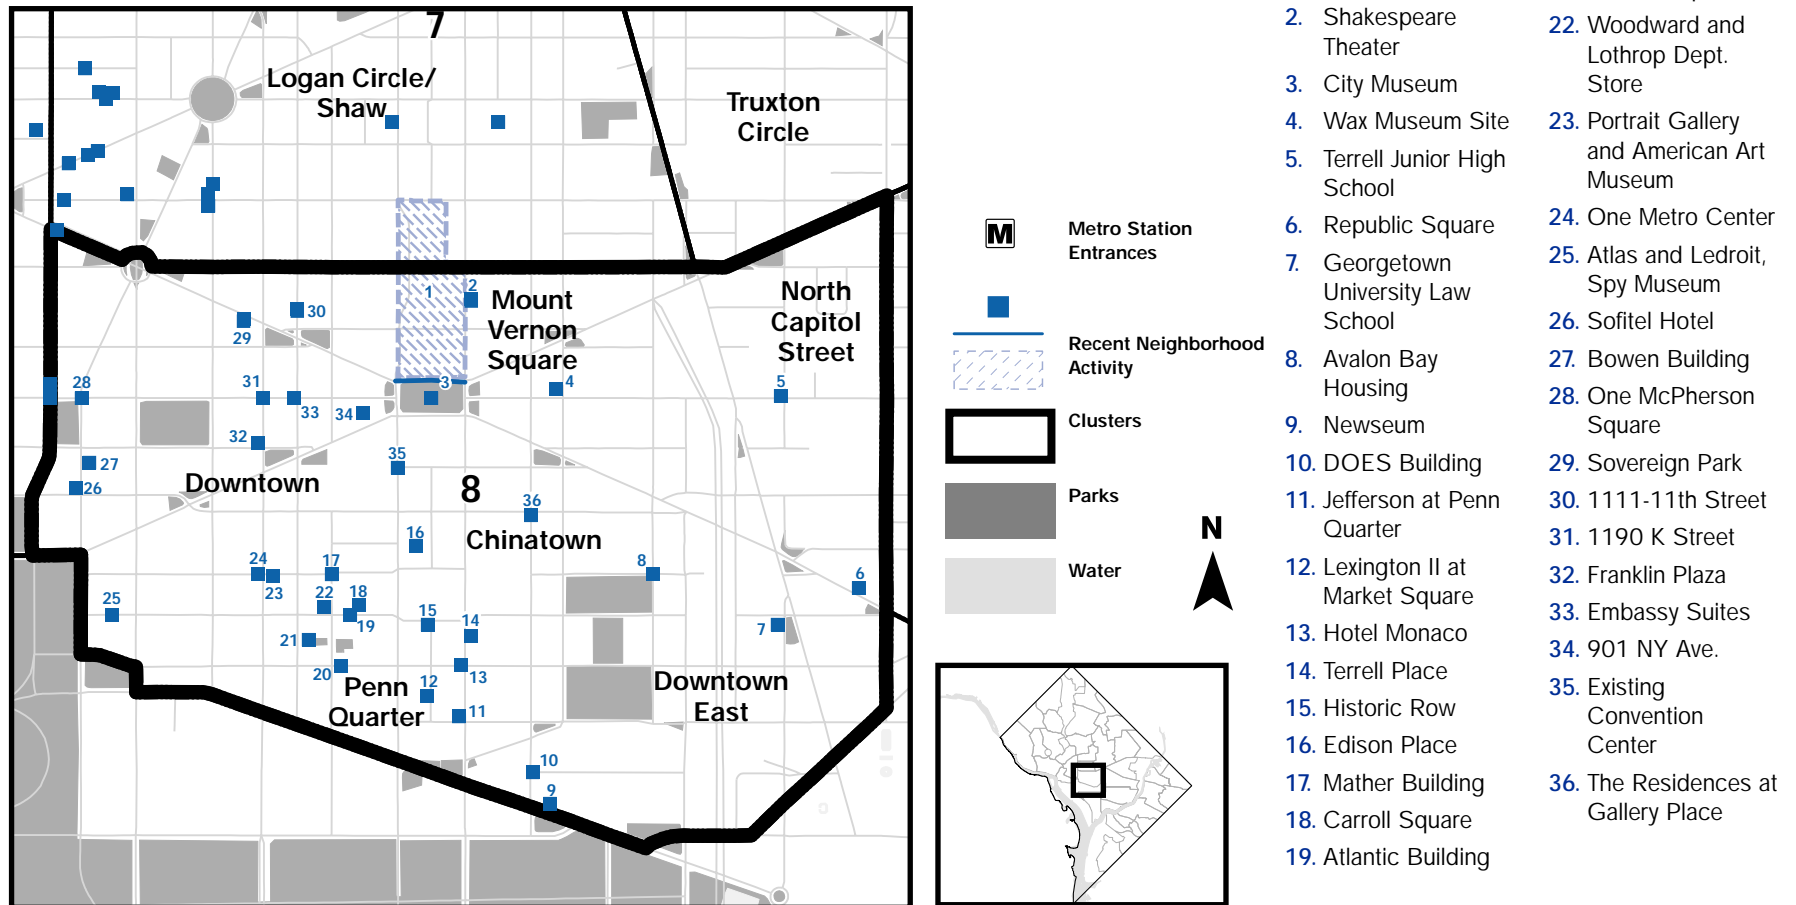 7
Logan Circle/
Shaw
Truxton
Circle
1
2
Mount
Vernon
Square
North
Capitol
Street
30
29
28
31
33
34
3
4
5
32
35
27
26
Downtown
8
36
Chinatown
16
24
23
17
22
18
19
8
6
25
15
14
7
21
20
13
12
11
Penn
Quarter
Downtown
East
10
9
M
Metro Station
Entrances
Recent Neighborhood
Activity
Clusters
Parks
Water
N
2. Shakespeare
Theater
3. City Museum
4. Wax Museum Site
5. Terrell Junior High
School
6. Republic Square
7. Georgetown
University Law
School
8. Avalon Bay
Housing
9. Newseum
10. DOES Building
11. Jefferson at Penn
Quarter
12. Lexington II at
Market Square
13. Hotel Monaco
14. Terrell Place
15. Historic Row
16. Edison Place
17. Mather Building
18. Carroll Square
19. Atlantic Building
22. Woodward and
Lothrop Dept.
Store
23. Portrait Gallery
and American Art
Museum
24. One Metro Center
25. Atlas and Ledroit,
Spy Museum
26. Sofitel Hotel
27. Bowen Building
28. One McPherson
Square
29. Sovereign Park
30. 1111-11th Street
31. 1190 K Street
32. Franklin Plaza
33. Embassy Suites
34. 901 NY Ave.
35. Existing
Convention
Center
36. The Residences at
Gallery Place